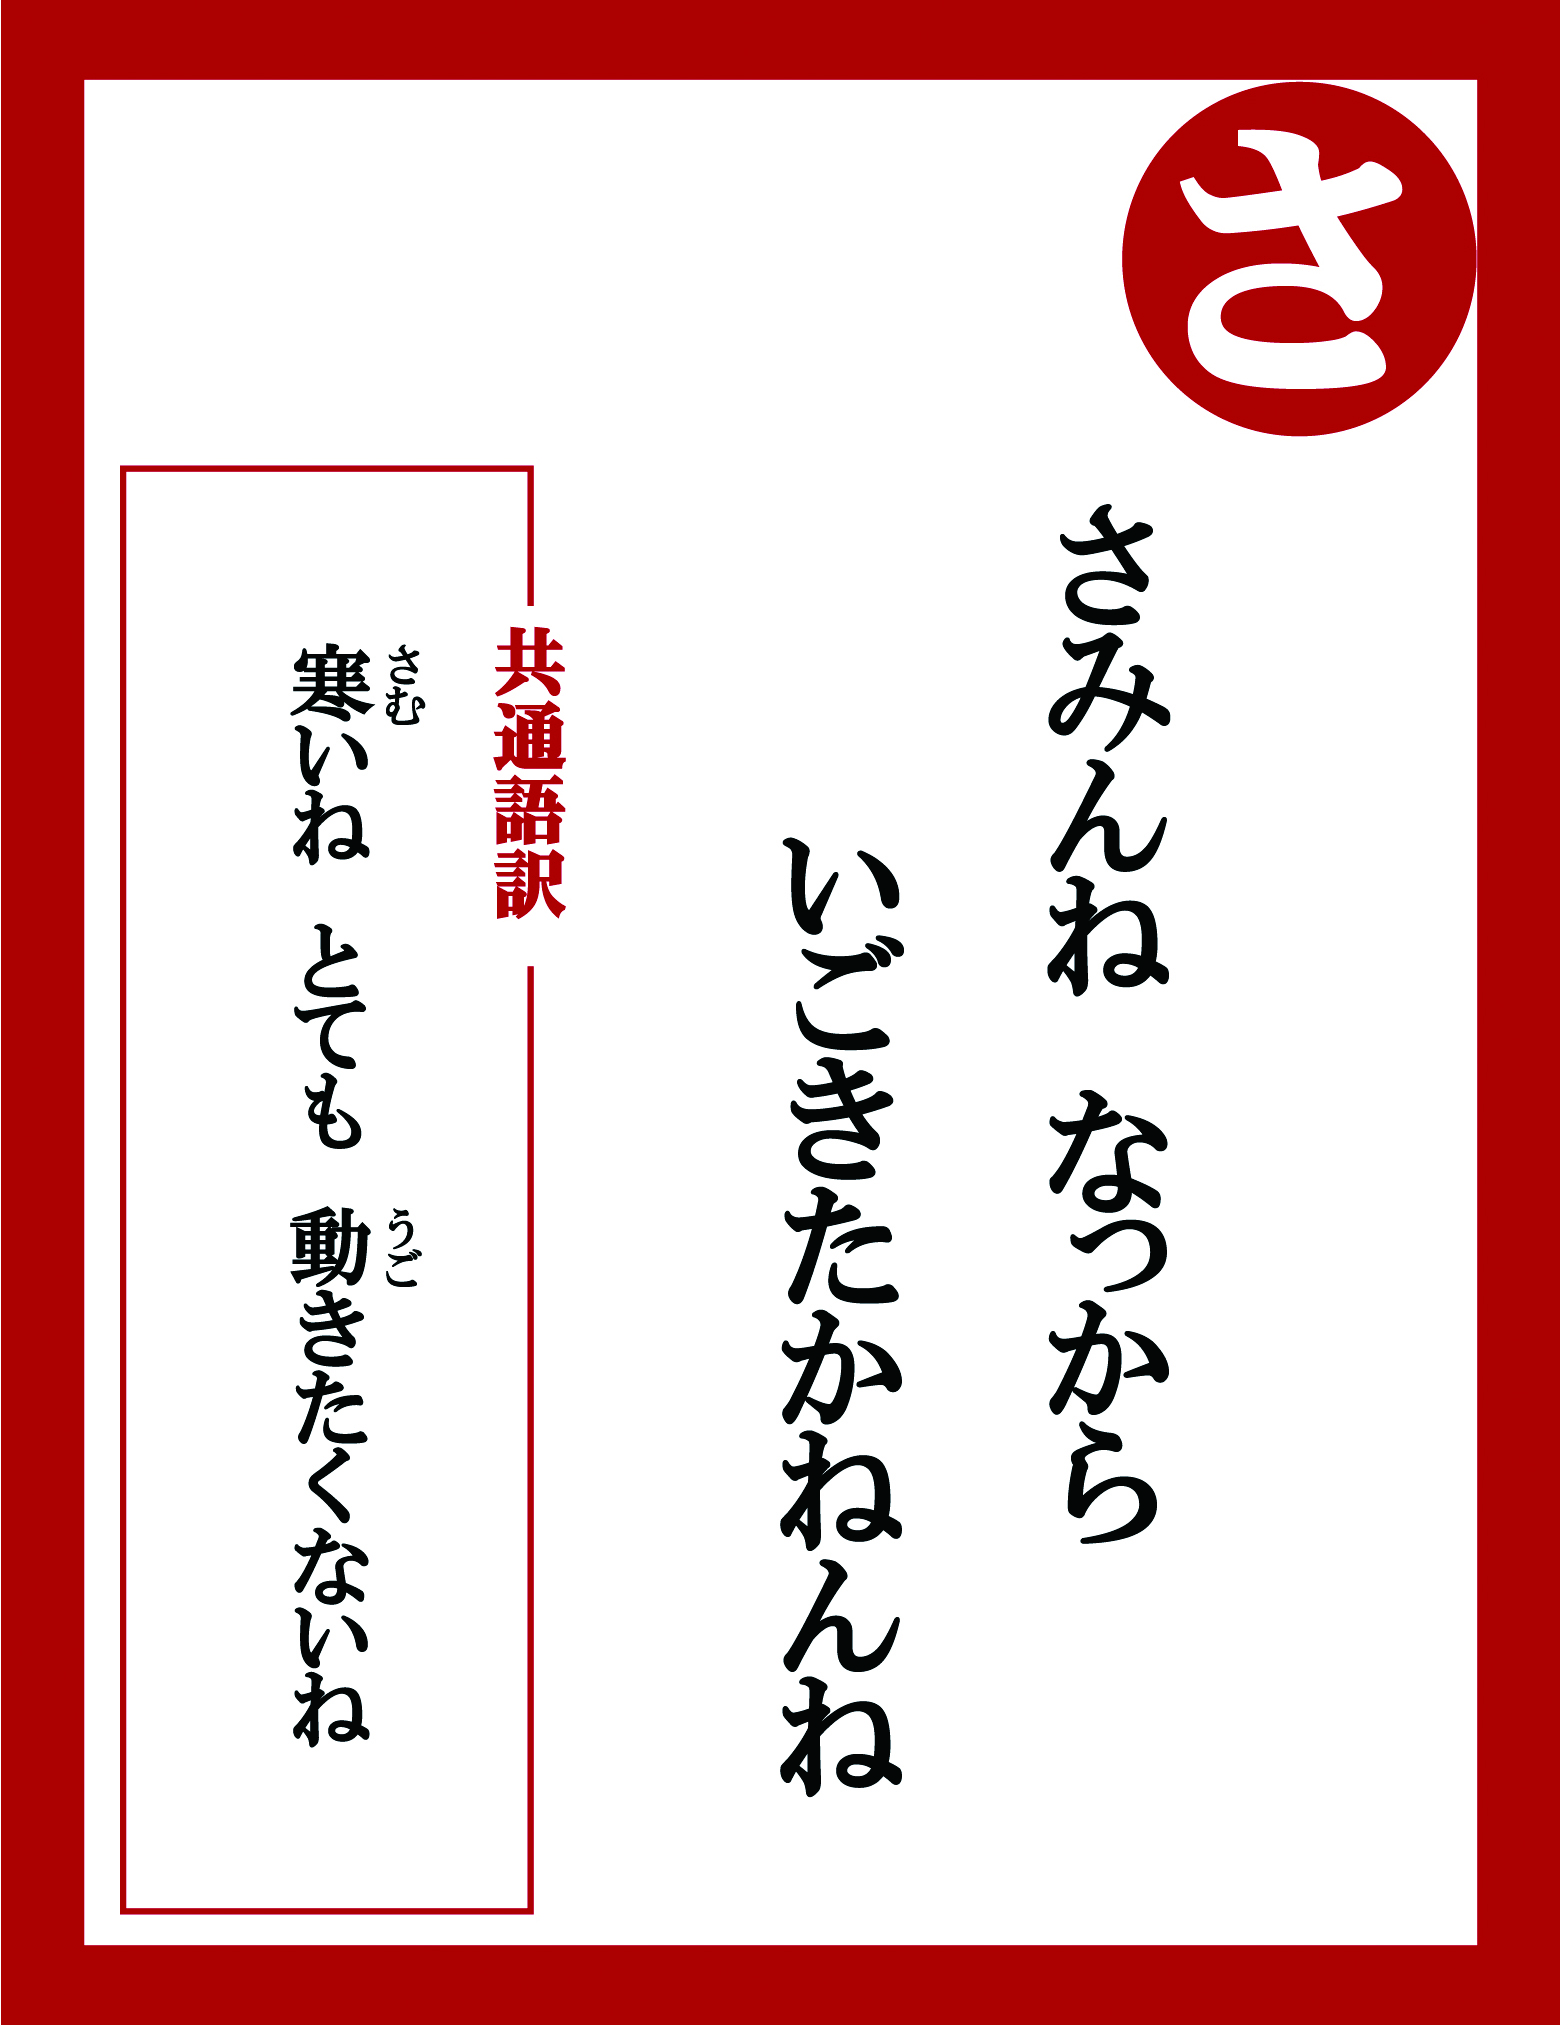 さ
さみんね　なっから
いごきたかねんね
共通語訳
寒いね　とても　動きたくないね
さむ
うご